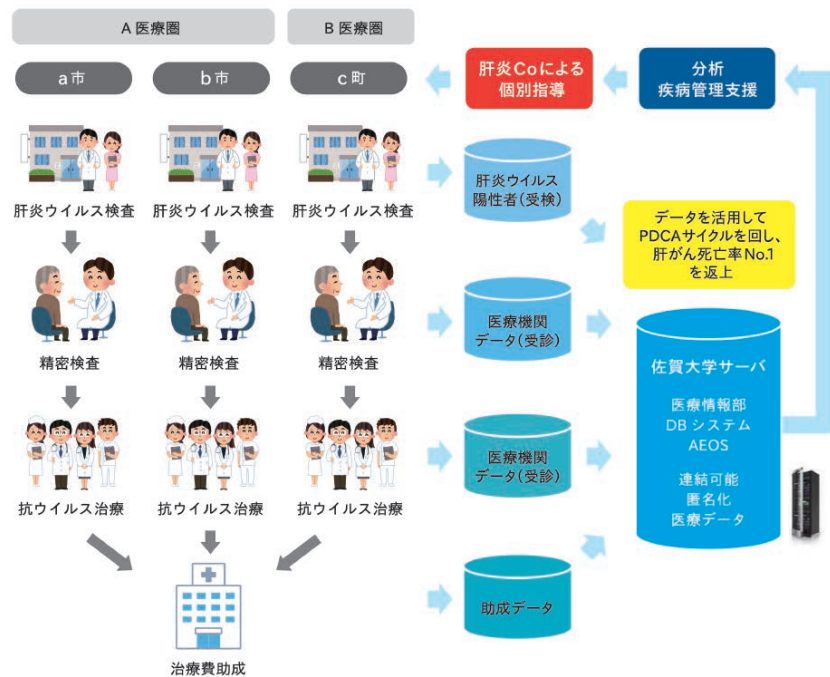 A 医療圏
B 医療圏
a 市
b 市
c 町
肝炎Coによる
個別指導
分析
疾病管理支援
肝炎ウイルス検査
肝炎ウイルス検査
肝炎ウイルス検査
肝炎ウイルス
陽性者(受検)
データを活用して
PDCAサイクルを回し、
肝がん死亡率No.1
を返上
精密検査
精密検査
精密検査
医療機関
データ(受診)
佐賀大学サーバ
医療情報部
DB システム
AEOS
連結可能
匿名化
医療データ
抗ウイルス治療
抗ウイルス治療
抗ウイルス治療
医療機関
データ(受診)
助成データ
治療費助成